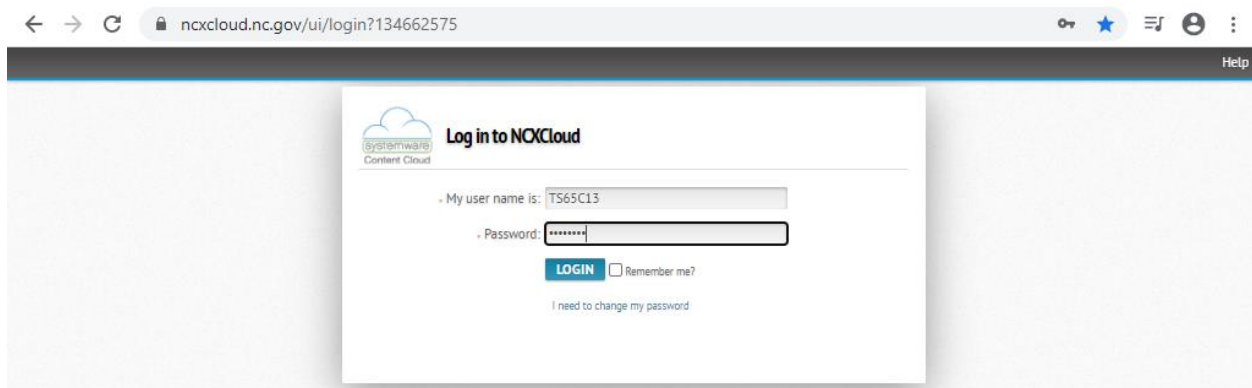 ncxcloud.nc.gov/ui/login?134662575
Help
systemware
Content Cloud
Log in to NCXCloud
My user name is: TS65C13
Password: ••••••••
LOGIN Remember me?
I need to change my password